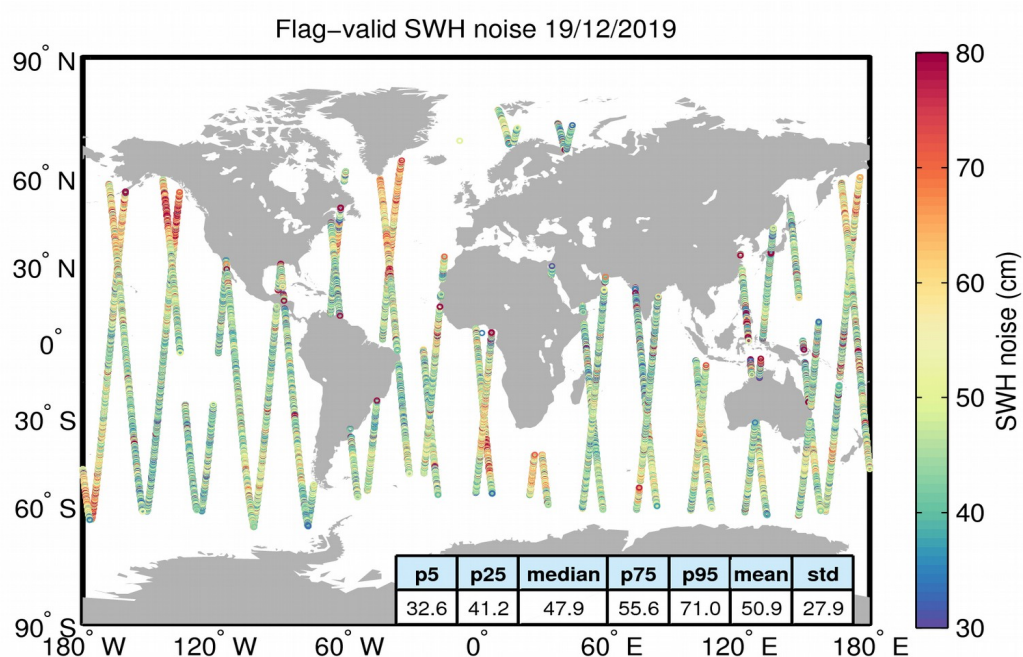 Flag−valid SWH noise 19/12/2019
90° N
60° N
30° N
0°
30° S
60° S
90° S
180° W
120° W
60° W
0°
60° E
120° E
180° E
p5 p25 median p75 p95 mean std
32.6 41.2 47.9 55.6 71.0 50.9 27.9
80
70
60
50
40
30
SWH noise (cm)